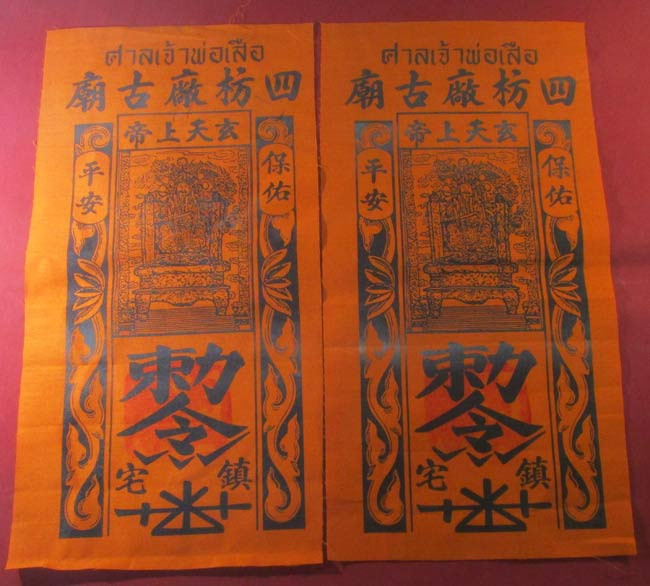 ศาลเจ้าพ่อเสือ
四枋廠古廟
玄天上帝
保佑
平安
勅令
鎮宅
ศาลเจ้าพ่อเสือ
四枋廠古廟
玄天上帝
保佑
平安
勅令
鎮宅